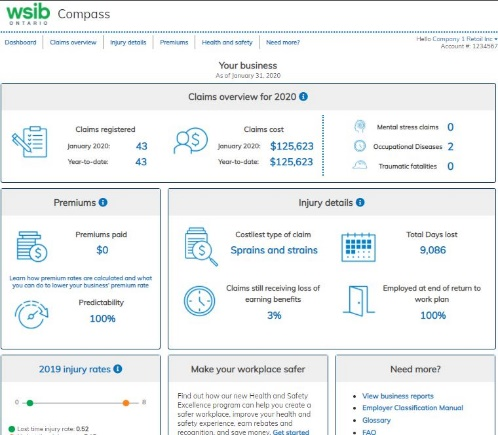 wsib
ONTARIO
Compass
Dashboard
Claims overview
Injury details
Premiums
Health and safety
Need more?
Hello Company 1 Retail Inc
Account #: 1234567
Your business
As of January 31, 2020
Claims overview for 2020
Claims registered
January 2020: 43
Year-to-date: 43
Claims cost
January 2020: $125,623
Year-to-date: $125,623
Mental stress claims 0
Occupational Diseases 2
Traumatic fatalities 0
Premiums
Premiums paid
$0
Learn how premium rates are calculated and what
you can do to lower your business' premium rate
Predictability
100%
Injury details
Costliest type of claim
Sprains and strains
Total Days lost
9,086
Claims still receiving loss of
earning benefits
3%
Employed at end of return to
work plan
100%
2019 injury rates
0
8
Last time injury rate: 0.52
Make your workplace safer
Find out how our new Health and Safety
Excellence program can help you create a
safer workplace, improve your health and
safety experience, earn rebates and
recognition, and save money. Get started
Need more?
View business reports
Employer Classification Manual
Glossary
FAQ